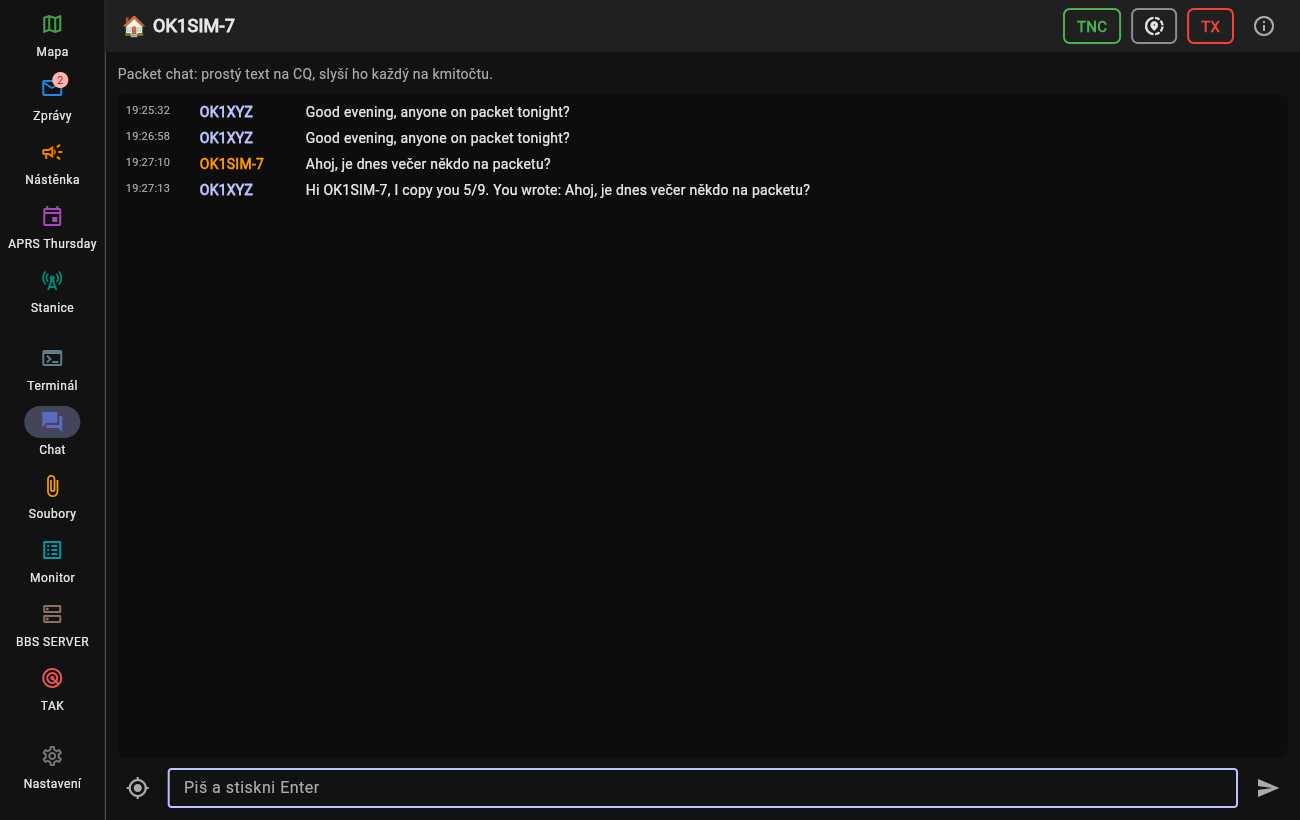 Mapa
2
Zprávy
Nástěnka
APRS Thursday
Stanice
Terminál
Chat
Soubory
Monitor
BBS SERVER
TAK
Nastavení
OK1SIM-7
TNC
TX
Packet chat: prostý text na CQ, slyší ho každý na kmitočtu.
19:25:32 OK1XYZ Good evening, anyone on packet tonight?
19:26:58 OK1XYZ Good evening, anyone on packet tonight?
19:27:10 OK1SIM-7 Ahoj, je dnes večer někdo na packetu?
19:27:13 OK1XYZ Hi OK1SIM-7, I copy you 5/9. You wrote: Ahoj, je dnes večer někdo na packetu?
Piš a stiskni Enter